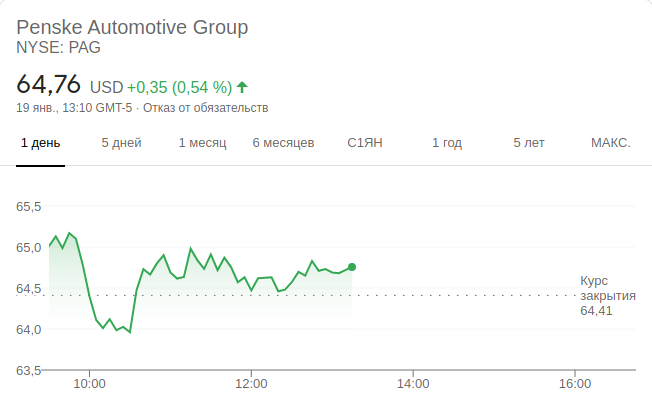 Penske Automotive Group
NYSE: PAG
64,76 USD +0,35 (0,54 %)
19 янв., 13:10 GMT-5 · Отказ от обязательств
1 день 5 дней 1 месяц 6 месяцев С1ЯН 1 год 5 лет МАКС.
65,5
65,0
64,5
64,0
63,5
Курс
закрытия
64,41
10:00 12:00 14:00 16:00